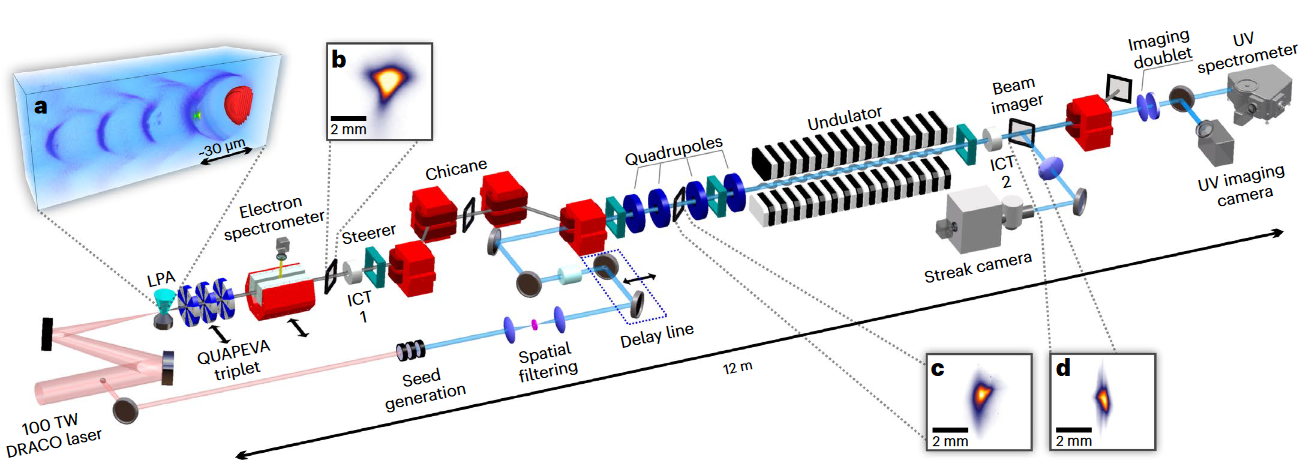 a
~30 µm
b
2 mm
Electron
spectrometer
LPA
QUAPEVA
triplet
100 TW
DRACO laser
Steerer
ICT
1
Chicane
Seed
generation
Spatial
filtering
Delay line
Quadrupoles
Undulator
12 m
Beam
imager
ICT
2
Streak camera
Imaging
doublet
UV
spectrometer
UV imaging
camera
c
2 mm
d
2 mm